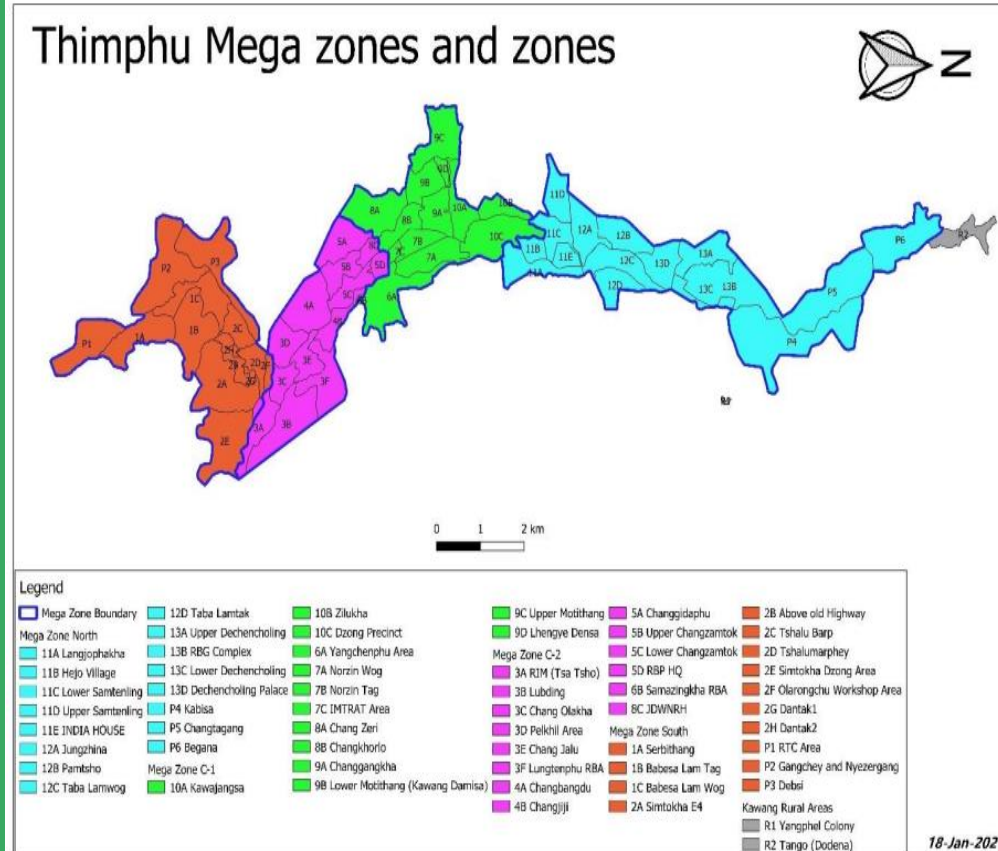 Thimphu Mega zones and zones
N
9C
9D
9B
8A
9A
10A
10B
8B
10C
7B
7A
6A
5A
5B
5D
5C
4A
3D
3E
3C
3F
3A
3B
11D
11C
11B
11E
11A
12A
12B
12C
12D
13D
13A
13C
13B
P6
R2
P5
P4
P2
P3
1C
1B
1A
P1
2C
2D
2F
2A
2E
0 1 2 km
Legend
Mega Zone Boundary
Mega Zone North
11A Langjophakha
11B Hejo Village
11C Lower Samtenling
11D Upper Samtenling
11E INDIA HOUSE
12A Jungzhina
12B Pamtsho
12C Taba Lamwog
12D Taba Lamtak
13A Upper Dechencholing
13B RBG Complex
13C Lower Dechencholing
13D Dechencholing Palace
P4 Kabisa
P5 Changtagang
P6 Begana
Mega Zone C-1
10A Kawajangsa
10B Zilukha
10C Dzong Precinct
6A Yangchenphu Area
7A Norzin Wog
7B Norzin Tag
7C IMTRAT Area
8A Chang Zeri
8B Changkhorlo
9A Changgangkha
9B Lower Motithang (Kawang Damisa)
9C Upper Motithang
9D Lhengye Densa
Mega Zone C-2
3A RIM (Tsa Tsho)
3B Lubding
3C Chang Olakha
3D Pelkhil Area
3E Chang Jalu
3F Lungtenphu RBA
4A Changbangdu
4B Changjiji
5A Changgidaphu
5B Upper Changzamtok
5C Lower Changzamtok
5D RBP HQ
6B Samazingkha RBA
8C JDWNRH
Mega Zone South
1A Serbithang
1B Babesa Lam Tag
1C Babesa Lam Wog
2A Simtokha E4
2B Above old Highway
2C Tshalu Barp
2D Tshalumarphey
2E Simtokha Dzong Area
2F Olarongchu Workshop Area
2G Dantak1
2H Dantak2
P1 RTC Area
P2 Gangchey and Nyezergang
P3 Debsi
Kawang Rural Areas
R1 Yangphel Colony
R2 Tango (Dodena)
18-Jan-202